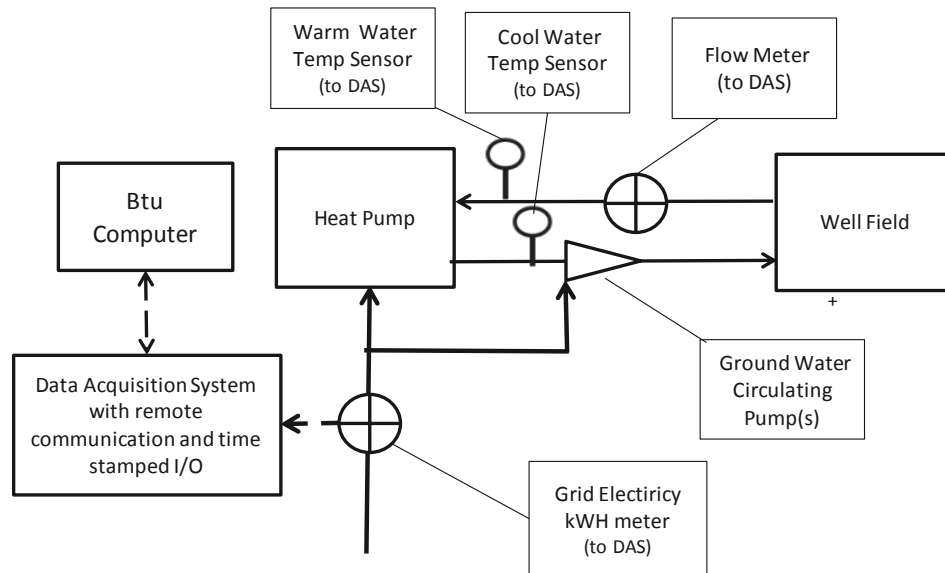 Warm Water
Temp Sensor
(to DAS)
Cool Water
Temp Sensor
(to DAS)
Flow Meter
(to DAS)
Btu
Computer
Heat Pump
Well Field
+
Data Acquisition System
with remote
communication and time
stamped I/O
Ground Water
Circulating
Pump(s)
Grid Electiricy
kWH meter
(to DAS)